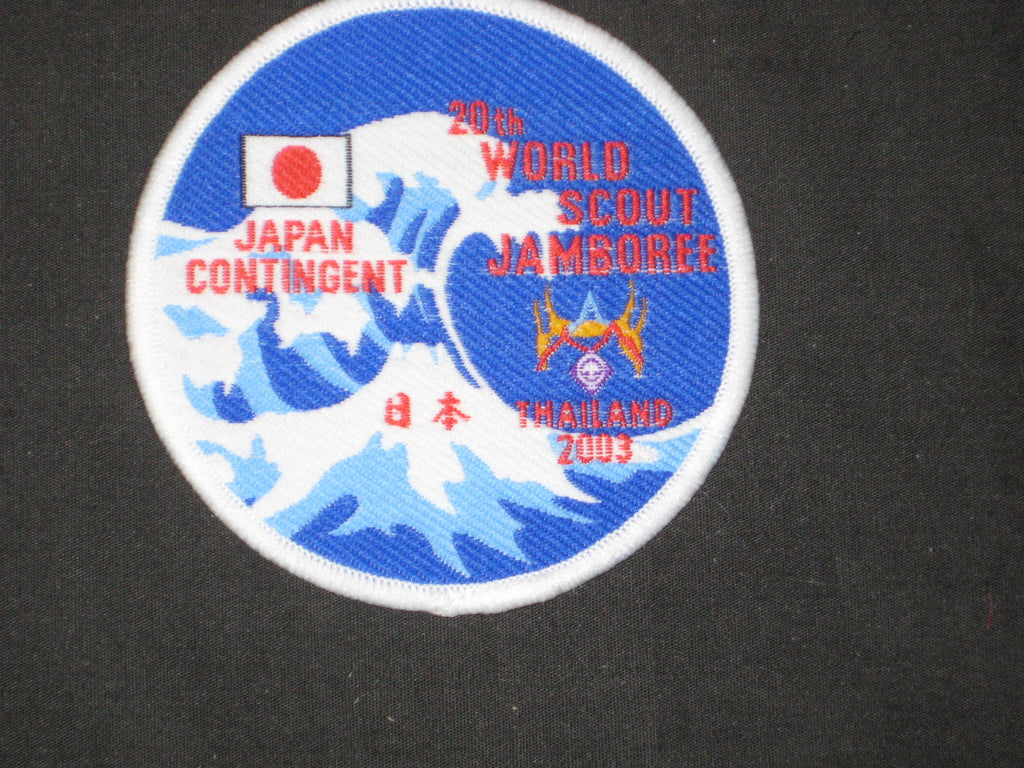 20th
WORLD
SCOUT
JAMBOREE
JAPAN
CONTINGENT
日本
THAILAND
2003